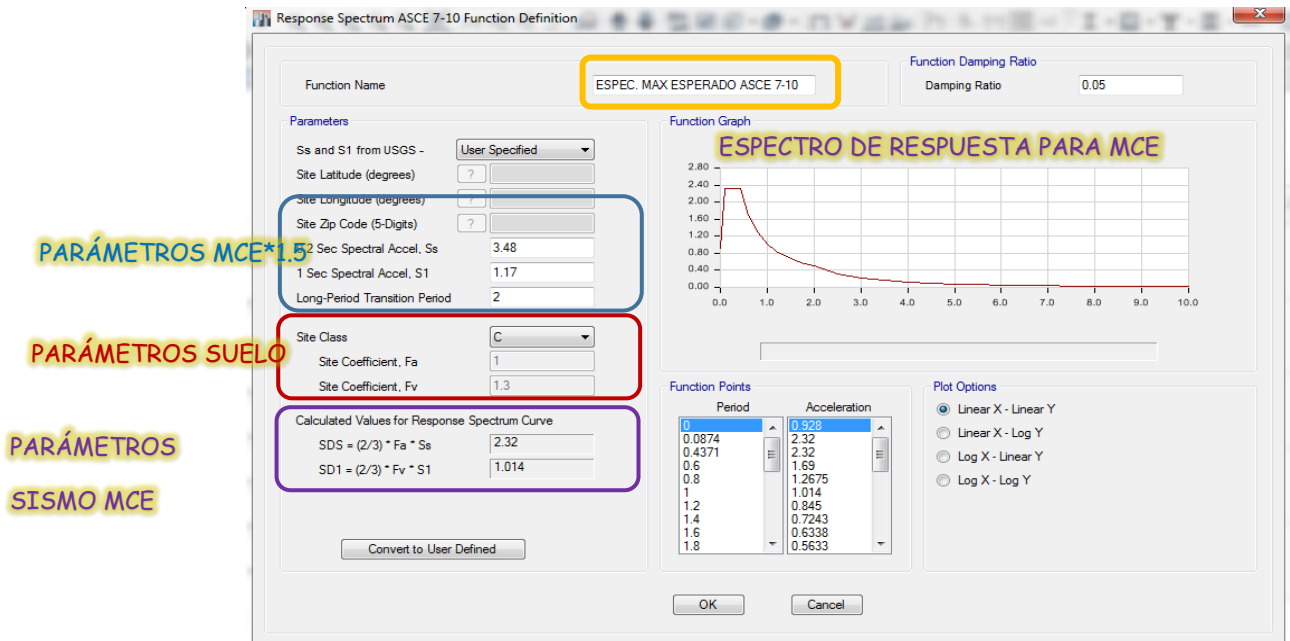 Response Spectrum ASCE 7-10 Function Definition
Function Name
ESPEC. MAX ESPERADO ASCE 7-10
Function Damping Ratio
Damping Ratio
0.05
Parameters
Ss and S1 from USGS -
User Specified
Site Latitude (degrees)
?
Site Longitude (degrees)
?
Site Zip Code (5-Digits)
?
0.2 Sec Spectral Accel, Ss
3.48
1 Sec Spectral Accel, S1
1.17
Long-Period Transition Period
2
PARÁMETROS MCE*1.5
Site Class
C
Site Coefficient, Fa
1
Site Coefficient, Fv
1.3
PARÁMETROS SUELO
Calculated Values for Response Spectrum Curve
SDS = (2/3) * Fa * Ss
2.32
SD1 = (2/3) * Fv * S1
1.014
PARÁMETROS
SISMO MCE
Convert to User Defined
Function Graph
ESPECTRO DE RESPUESTA PARA MCE
2.80
2.40
2.00
1.60
1.20
0.80
0.40
0.00
0.0 1.0 2.0 3.0 4.0 5.0 6.0 7.0 8.0 9.0 10.0
Function Points
Period Acceleration
0 0.928
0.0874 2.32
0.4371 2.32
0.6 1.69
0.8 1.2675
1 1.014
1.2 0.845
1.4 0.7243
1.6 0.6338
1.8 0.5633
Plot Options
Linear X - Linear Y
Linear X - Log Y
Log X - Linear Y
Log X - Log Y
OK
Cancel